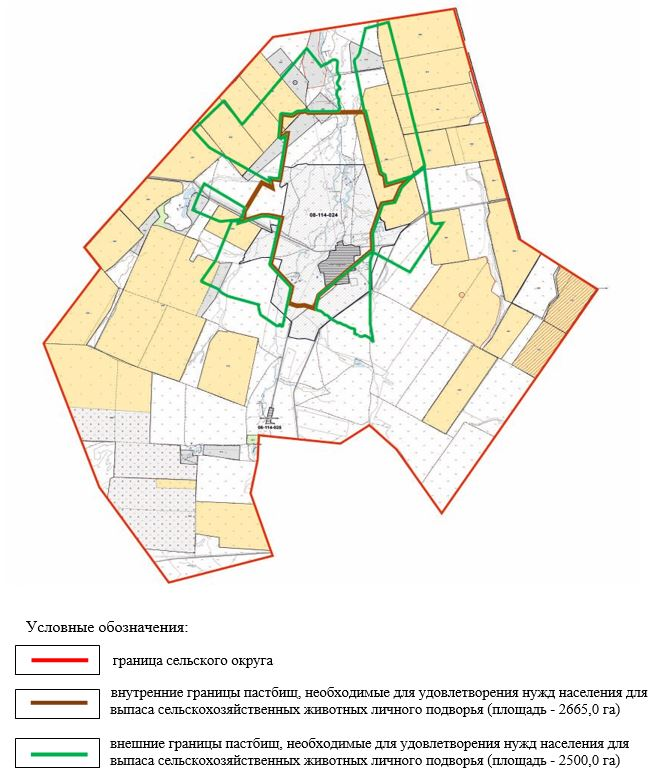 08-114-024
08-114-025
Условные обозначения:
граница сельского округа
внутренние границы пастбищ, необходимые для удовлетворения нужд населения для
выпаса сельскохозяйственных животных личного подворья (площадь - 2665,0 га)
внешние границы пастбищ, необходимые для удовлетворения нужд населения для
выпаса сельскохозяйственных животных личного подворья (площадь - 2500,0 га)